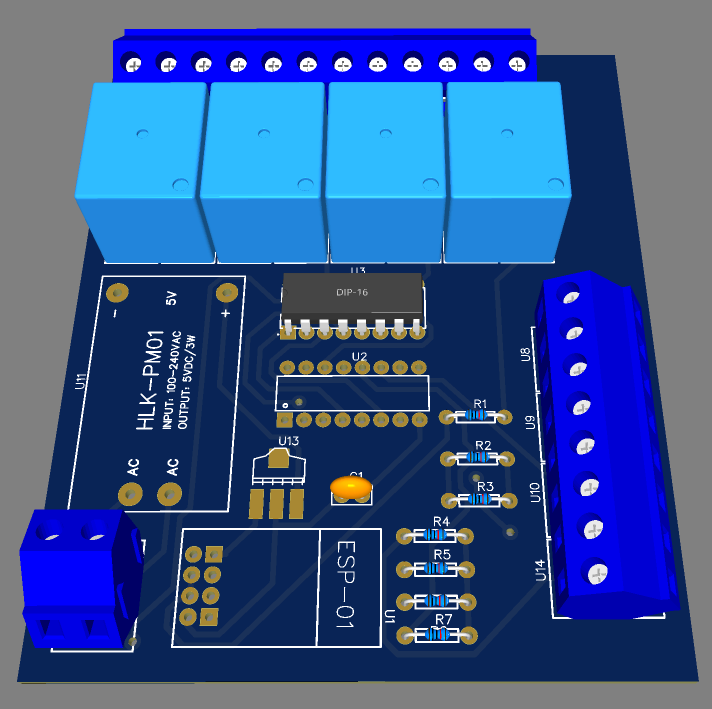 U3
DIP-16
5V
-
+
U11
HLK-PM01
INPUT: 100-240VAC
OUTPUT: 5VDC/3W
AC
AC
U2
U8
R1
U9
U13
R2
R3
U10
R4
ESP-01
R5
U14
U1
R7